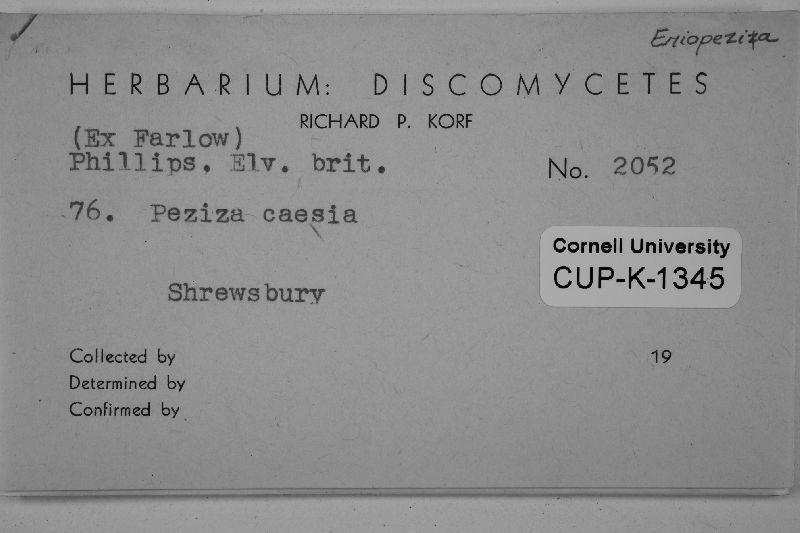 Eriopeziza
HERBARIUM: DISCOMYCETES
RICHARD P. KORF
(Ex Farlow)
Phillips. Elv. brit.
No. 2052
76. Peziza caesia
Cornell University
CUP-K-1345
Shrewsbury
Collected by
19
Determined by
Confirmed by